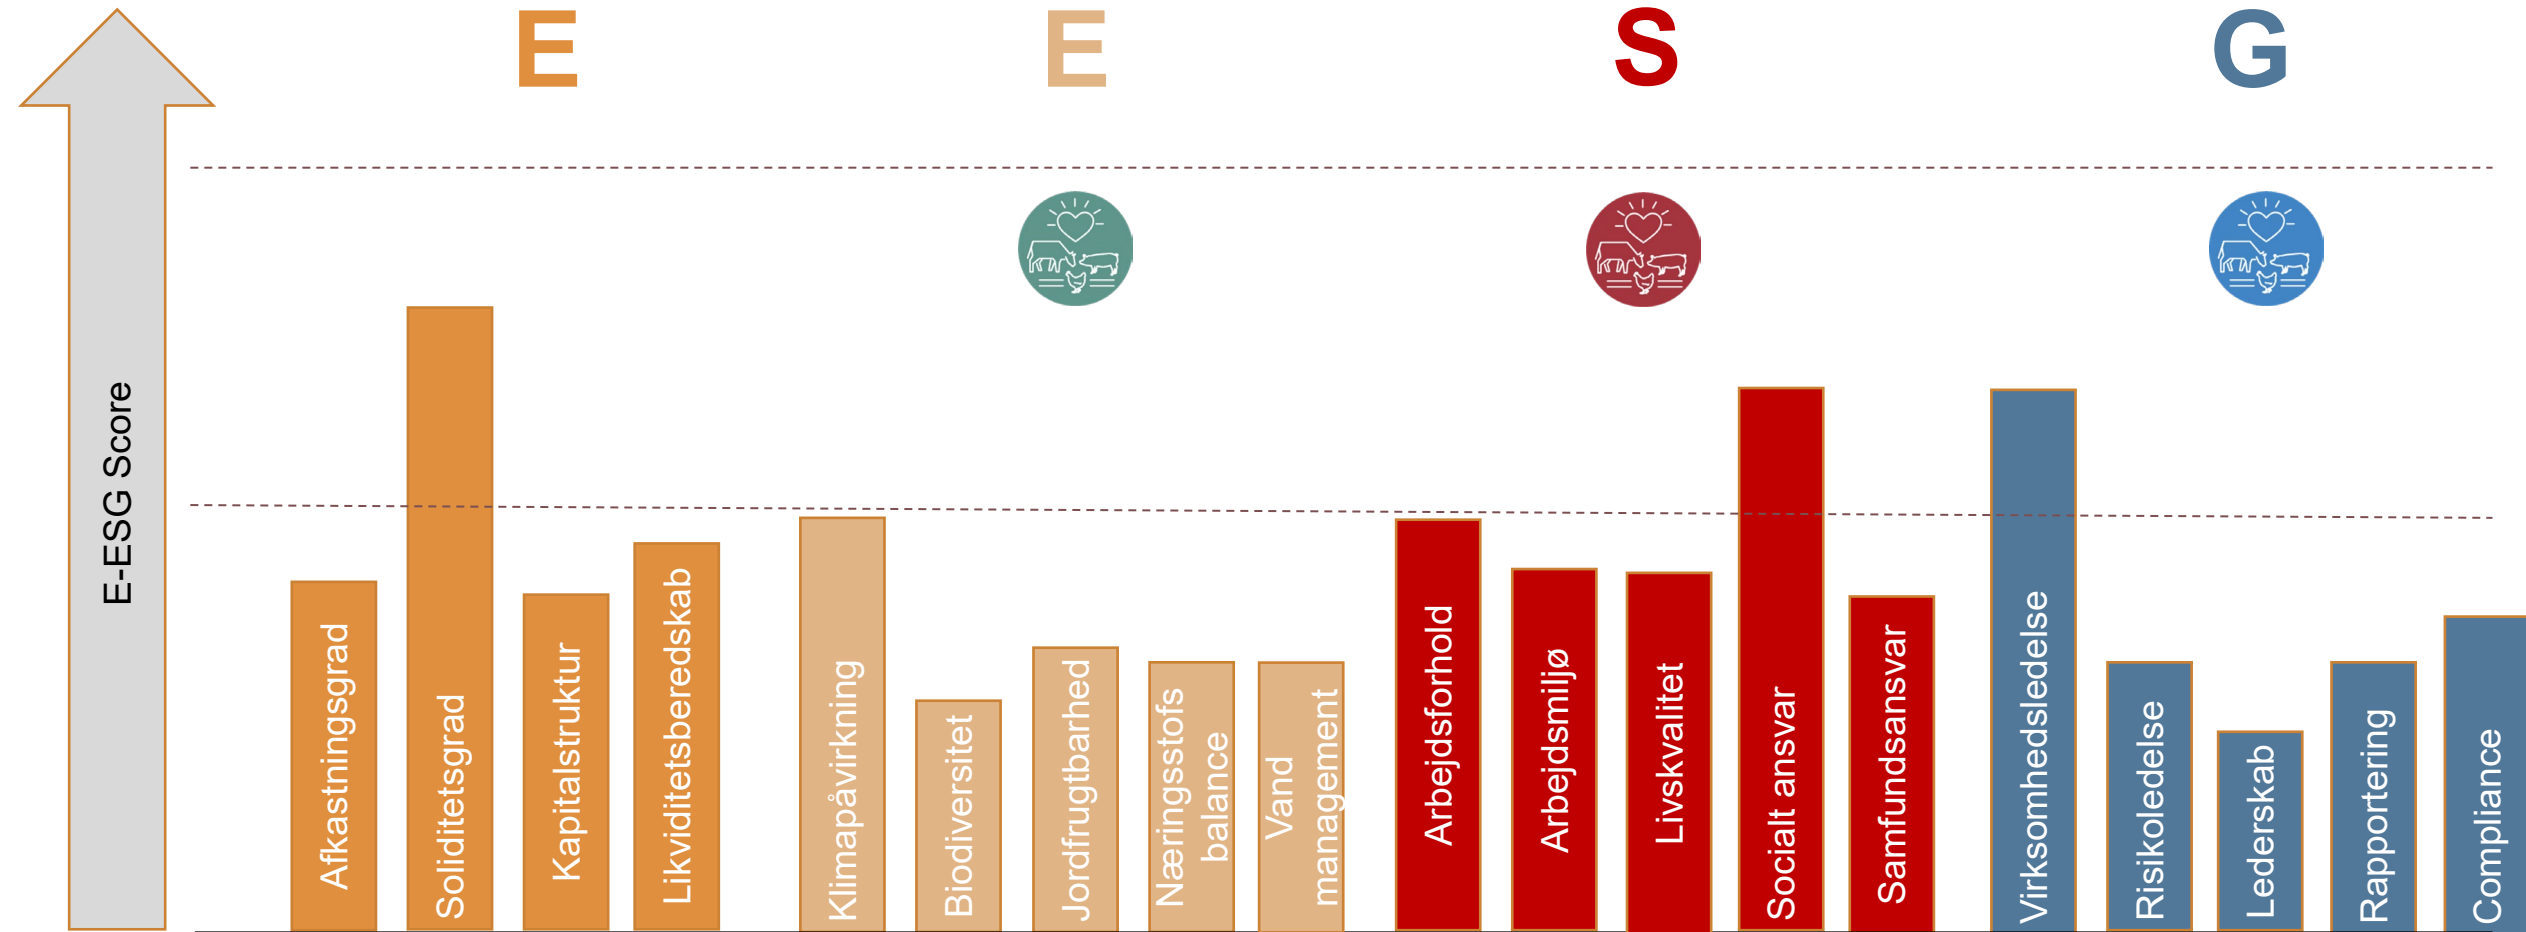 E
E
S
G
E-ESG Score
Afkastningsgrad
Soliditetsgrad
Kapitalstruktur
Likviditetsberedskab
Klimapåvirkning
Biodiversitet
Jordfrugtbarhed
Næringsstofs
balance
Vand
management
Arbejdsforhold
Arbejdsmiljø
Livskvalitet
Socialt ansvar
Samfundsansvar
Virksomhedsledelse
Risikoledelse
Lederskab
Rapportering
Compliance